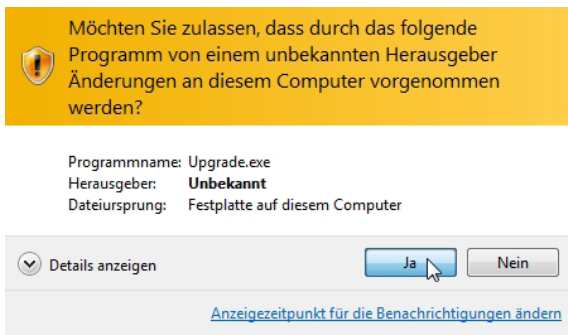 Möchten Sie zulassen, dass durch das folgende
Programm von einem unbekannten Herausgeber
Änderungen an diesem Computer vorgenommen
werden?
Programmname: Upgrade.exe
Herausgeber: Unbekannt
Dateiursprung: Festplatte auf diesem Computer
Details anzeigen Ja Nein
Anzeigezeitpunkt für die Benachrichtigungen ändern